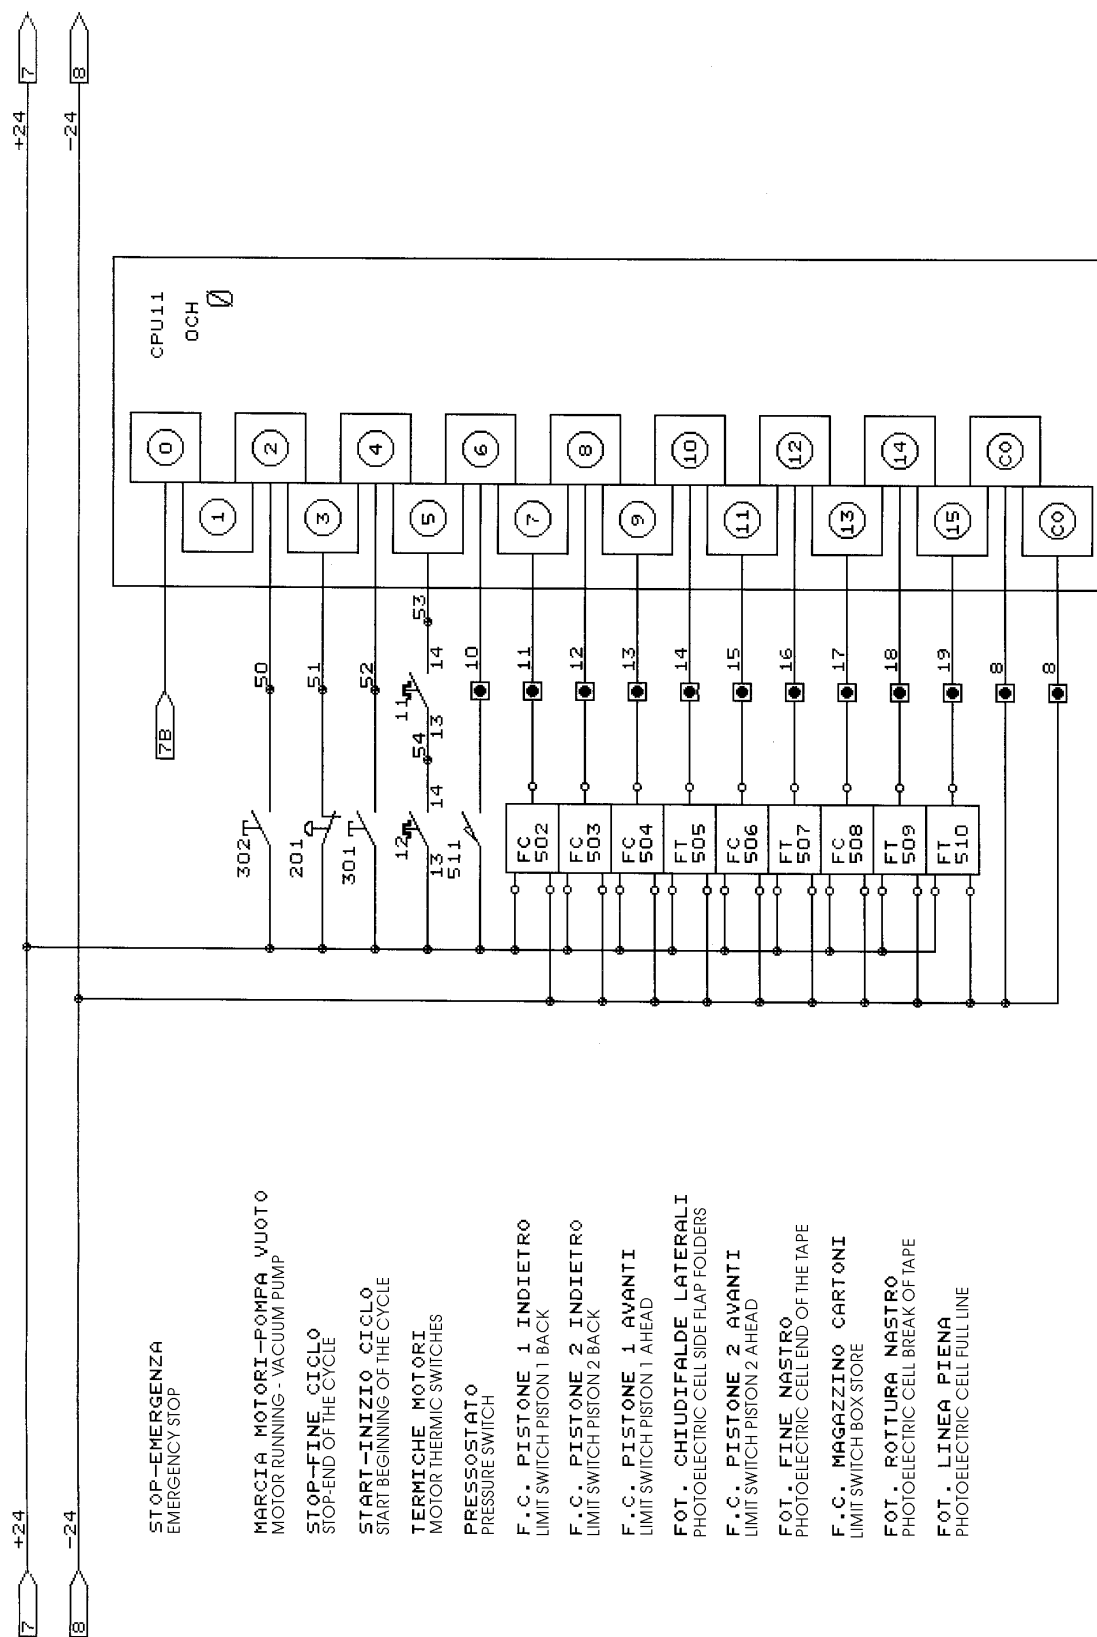 7
+24
+24
7
8
-24
-24
8
STOP-EMERGENZA
EMERGENCY STOP
7B
0
CPU11
0CH
Ø
1
MARCIA MOTORI-POMPA VUOTO
MOTOR RUNNING - VACUUM PUMP
302
50
2
STOP-FINE CICLO
STOP-END OF THE CYCLE
201
51
3
START-INIZIO CICLO
START BEGINNING OF THE CYCLE
301
52
4
TERMICHE MOTORI
MOTOR THERMIC SWITCHES
12
13
14
54
11
13
14
53
5
PRESSOSTATO
PRESSURE SWITCH
511
10
6
F.C. PISTONE 1 INDIETRO
LIMIT SWITCH PISTON 1 BACK
FC
502
11
7
F.C. PISTONE 2 INDIETRO
LIMIT SWITCH PISTON 2 BACK
FC
503
12
8
F.C. PISTONE 1 AVANTI
LIMIT SWITCH PISTON 1 AHEAD
FC
504
13
9
FOT. CHIUDIFALDE LATERALI
PHOTOELECTRIC CELL SIDE FLAP FOLDERS
FT
505
14
10
F.C. PISTONE 2 AVANTI
LIMIT SWITCH PISTON 2 AHEAD
FC
506
15
11
FOT. FINE NASTRO
PHOTOELECTRIC CELL END OF THE TAPE
FT
507
16
12
F.C. MAGAZZINO CARTONI
LIMIT SWITCH BOX STORE
FC
508
17
13
FOT. ROTTURA NASTRO
PHOTOELECTRIC CELL BREAK OF TAPE
FT
509
18
14
FOT. LINEA PIENA
PHOTOELECTRIC CELL FULL LINE
FT
510
19
15
8
CO
8
CO